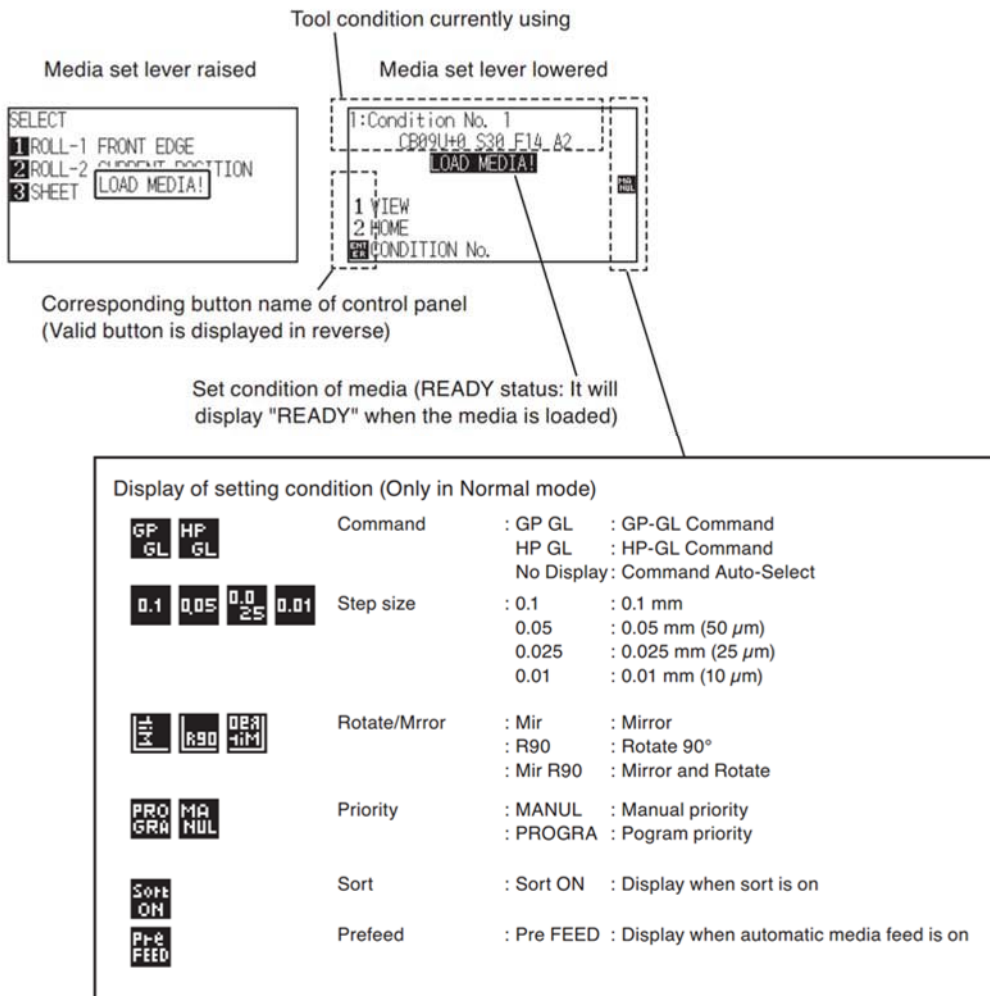 Tool condition currently using
Media set lever raised
Media set lever lowered
SELECT
1 ROLL-1 FRONT EDGE
2 ROLL-2 CURRENT POSITION
3 SHEET
LOAD MEDIA!
1:Condition No. 1
CB09U+0 S30 F14 A2
LOAD MEDIA!
MA
NUL
1 VIEW
2 HOME
ENT
ER CONDITION No.
Corresponding button name of control panel
(Valid button is displayed in reverse)
Set condition of media (READY status: It will
display "READY" when the media is loaded)
Display of setting condition (Only in Normal mode)
GP GL HP GL Command : GP GL : GP-GL Command
HP GL : HP-GL Command
No Display : Command Auto-Select
0.1 0.05 0.0 25 0.01 Step size : 0.1 : 0.1 mm
0.05 : 0.05 mm (50 μm)
0.025 : 0.025 mm (25 μm)
0.01 : 0.01 mm (10 μm)
R90 Rotate/Mrror : Mir : Mirror
: R90 : Rotate 90°
: Mir R90 : Mirror and Rotate
PRO GRA MA NUL Priority : MANUL : Manual priority
: PROGRA : Pogram priority
Sort ON Sort : Sort ON : Display when sort is on
Pre FEED Prefeed : Pre FEED : Display when automatic media feed is on